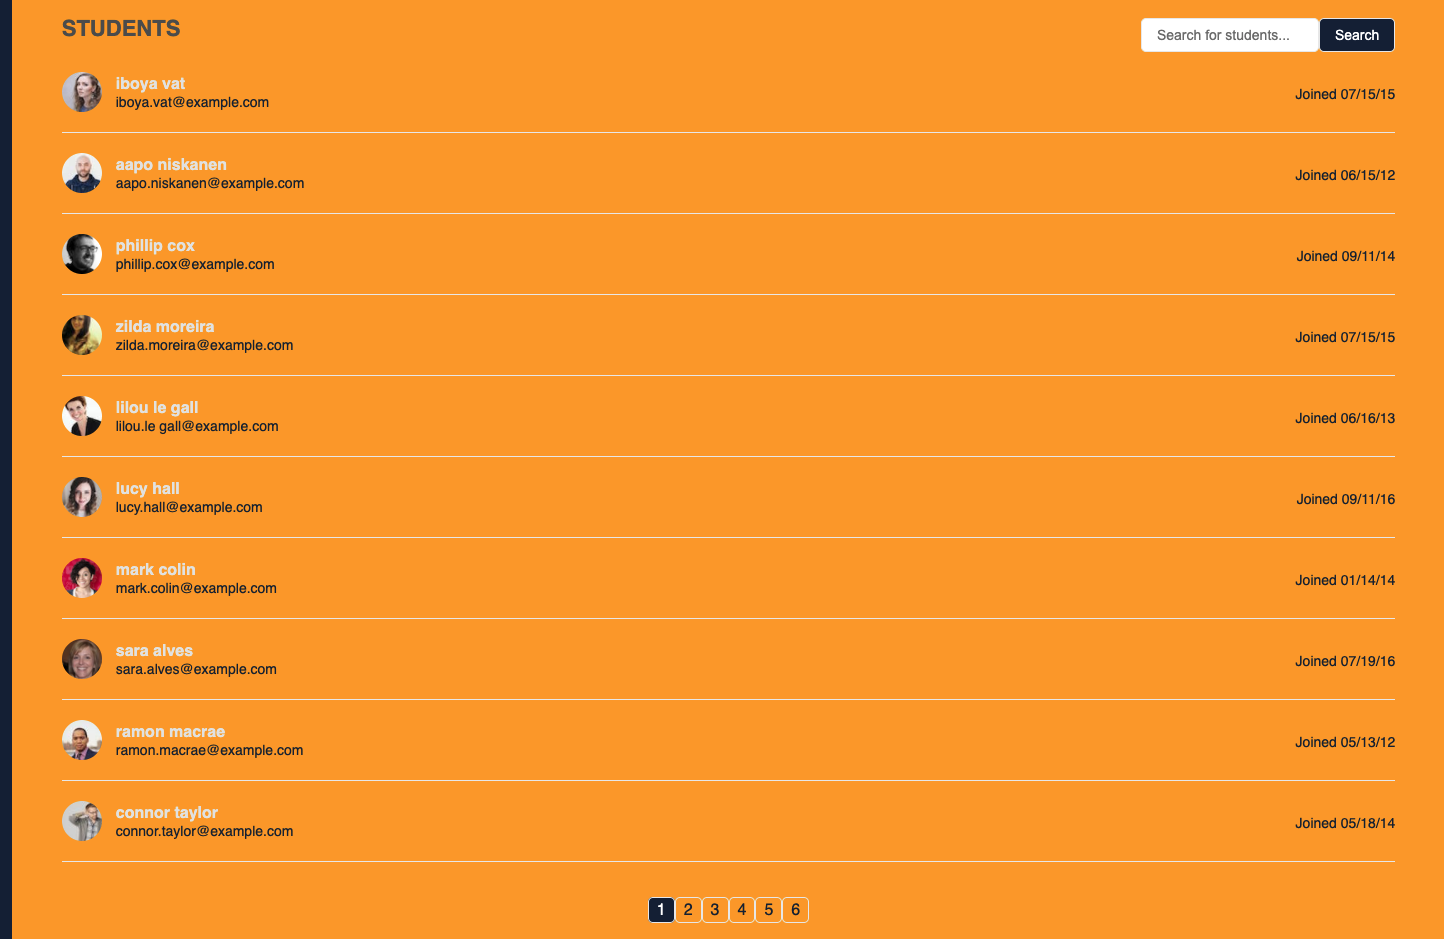 STUDENTS
Search for students...
Search
iboya vat
iboya.vat@example.com
Joined 07/15/15
aapo niskanen
aapo.niskanen@example.com
Joined 06/15/12
phillip cox
phillip.cox@example.com
Joined 09/11/14
zilda moreira
zilda.moreira@example.com
Joined 07/15/15
lilou le gall
lilou.le gall@example.com
Joined 06/16/13
lucy hall
lucy.hall@example.com
Joined 09/11/16
mark colin
mark.colin@example.com
Joined 01/14/14
sara alves
sara.alves@example.com
Joined 07/19/16
ramon macrae
ramon.macrae@example.com
Joined 05/13/12
connor taylor
connor.taylor@example.com
Joined 05/18/14
1 2 3 4 5 6